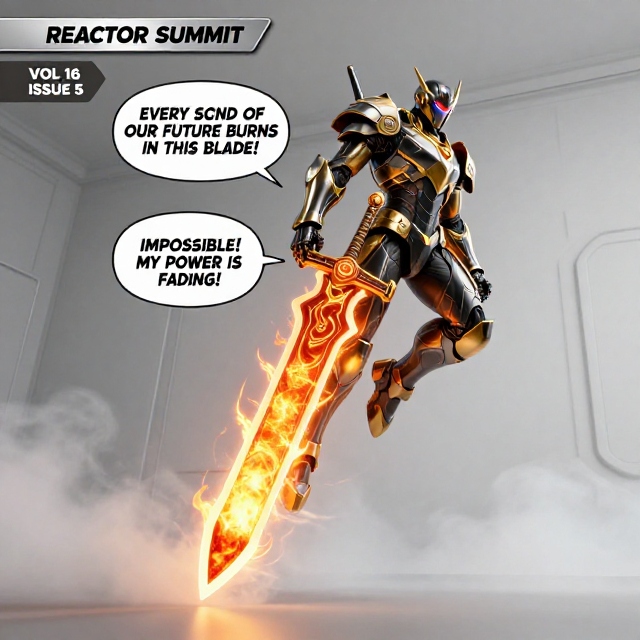 REACTOR SUMMIT
VOL 16
ISSUE 5
EVERY SCND OF
OUR FUTURE BURNS
IN THIS BLADE!
IMPOSSIBLE!
MY POWER IS
FADING!